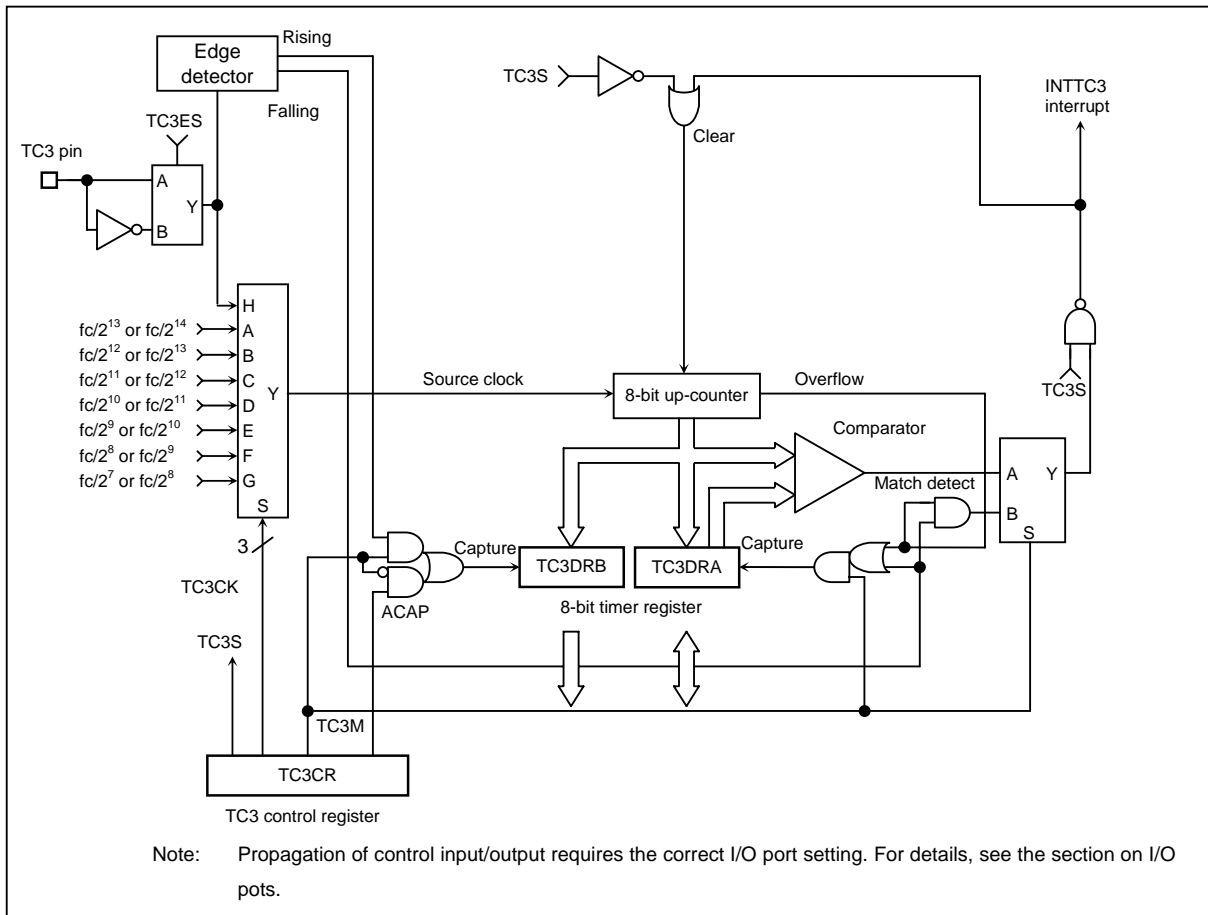 Rising
Edge
detector
Falling
TC3S
Clear
INTTC3
interrupt
TC3ES
TC3 pin
A
Y
B
H
fc/2^13 or fc/2^14
A
fc/2^12 or fc/2^13
B
fc/2^11 or fc/2^12
C
Y
fc/2^10 or fc/2^11
D
fc/2^9 or fc/2^10
E
fc/2^8 or fc/2^9
F
fc/2^7 or fc/2^8
G
S
Source clock
8-bit up-counter
Overflow
TC3S
Comparator
A
Y
Match detect
B
S
3
TC3CK
Capture
TC3DRB
TC3DRA
Capture
ACAP
8-bit timer register
TC3S
TC3M
TC3CR
TC3 control register
Note: Propagation of control input/output requires the correct I/O port setting. For details, see the section on I/O
pots.